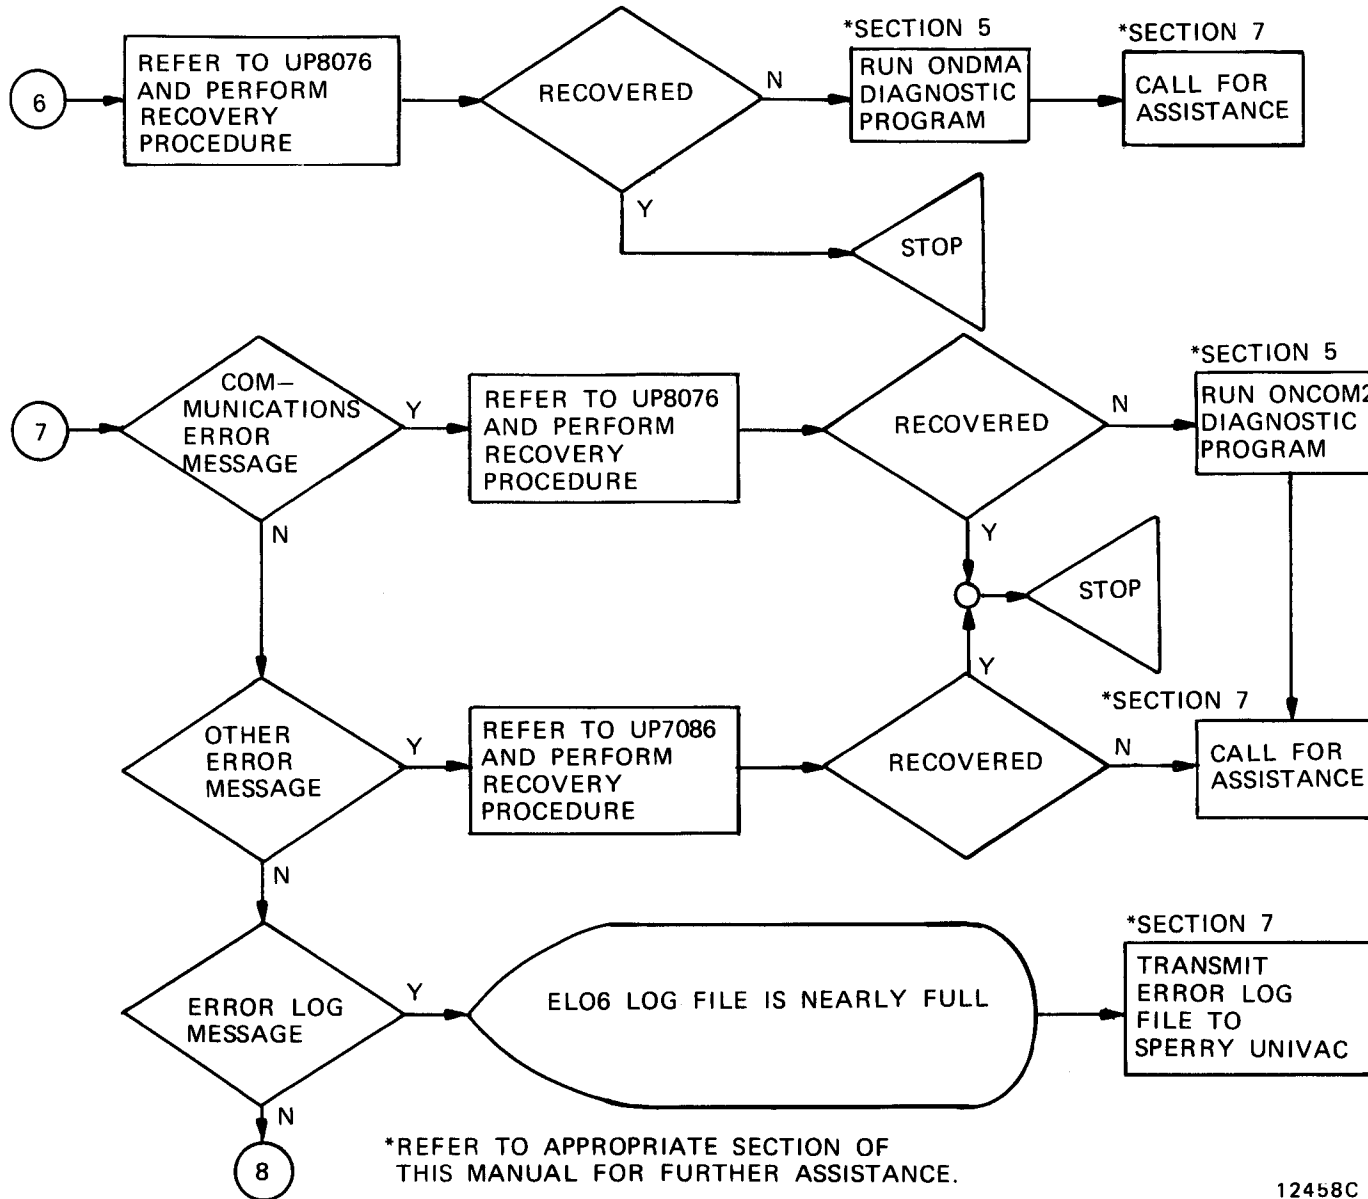 6
REFER TO UP8076
AND PERFORM
RECOVERY
PROCEDURE
RECOVERED
N
*SECTION 5
RUN ONDMA
DIAGNOSTIC
PROGRAM
*SECTION 7
CALL FOR
ASSISTANCE
Y
STOP
7
COM–
MUNICATIONS
ERROR
MESSAGE
Y
REFER TO UP8076
AND PERFORM
RECOVERY
PROCEDURE
RECOVERED
N
*SECTION 5
RUN ONCOM2
DIAGNOSTIC
PROGRAM
N
Y
STOP
Y
OTHER
ERROR
MESSAGE
Y
REFER TO UP7086
AND PERFORM
RECOVERY
PROCEDURE
RECOVERED
N
*SECTION 7
CALL FOR
ASSISTANCE
N
ERROR LOG
MESSAGE
Y
ELO6 LOG FILE IS NEARLY FULL
*SECTION 7
TRANSMIT
ERROR LOG
FILE TO
SPERRY UNIVAC
N
8
*REFER TO APPROPRIATE SECTION OF
THIS MANUAL FOR FURTHER ASSISTANCE.
12458C